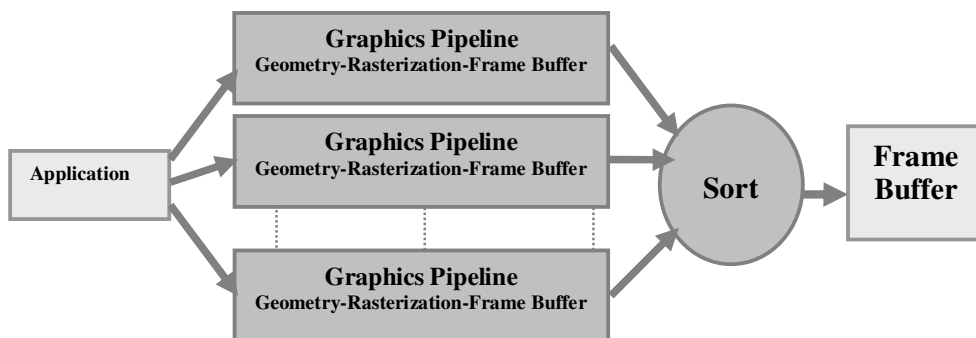 Graphics Pipeline
Geometry-Rasterization-Frame Buffer
Application
Graphics Pipeline
Geometry-Rasterization-Frame Buffer
Sort
Frame
Buffer
Graphics Pipeline
Geometry-Rasterization-Frame Buffer